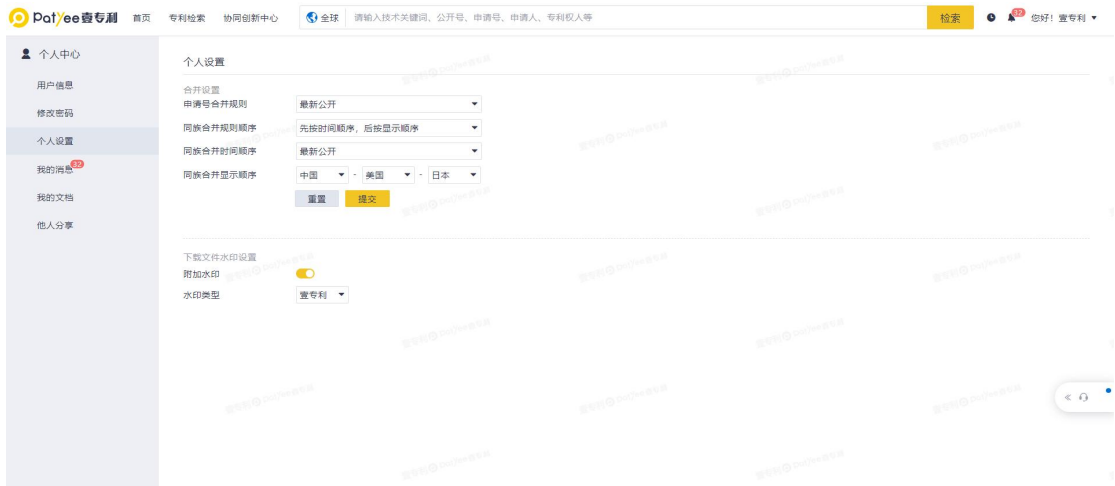 Patyee壹专利 首页 专利检索 协同创新中心 全球 请输入技术关键词、公开号、申请号、申请人、专利权人等 检索 32 您好！壹专利
个人中心
用户信息
修改密码
个人设置
我的消息 32
我的文档
他人分享
个人设置
合并设置
申请号合并规则 最新公开
同族合并规则顺序 先按时间顺序，后按显示顺序
同族合并时间顺序 最新公开
同族合并显示顺序 中国 - 美国 - 日本
重置 提交
下载文件水印设置
附加水印
水印类型 壹专利